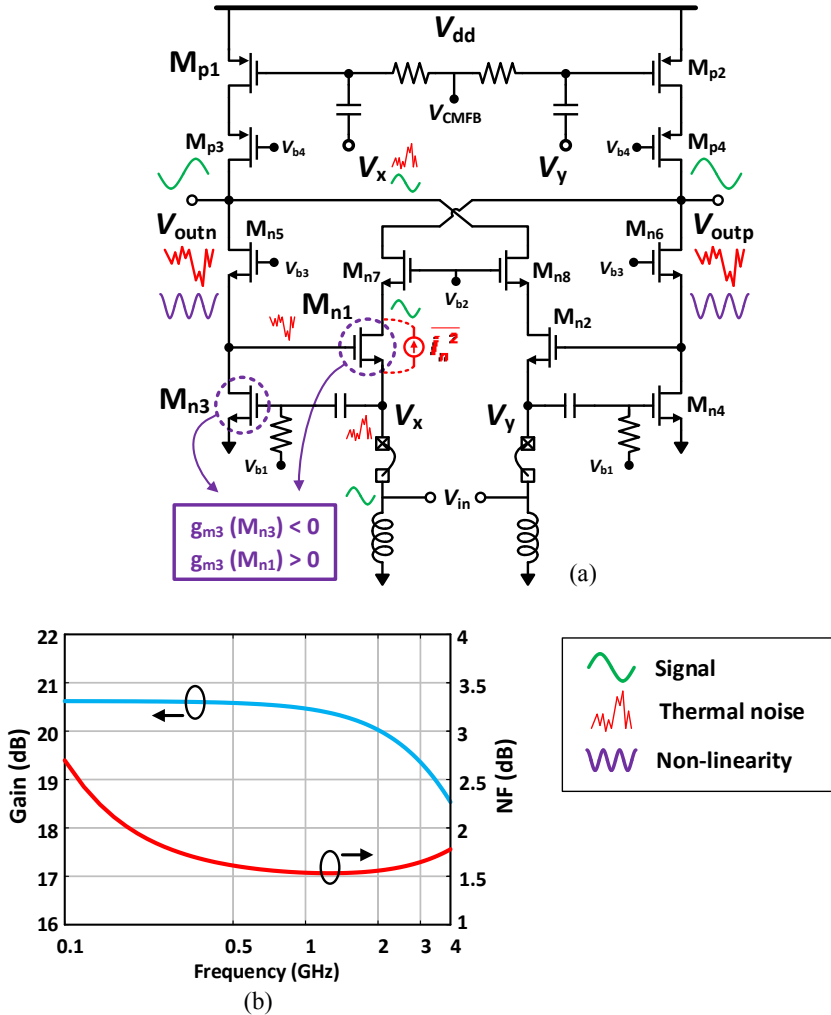 Vdd
Mp1
Mp2
VCMFB
Mp3
Vb4
Vx
Vy
Vb4
Mp4
Voutn
Mn5
Vb3
Mn7
Vb2
Mn8
Mn6
Vb3
Voutp
Mn1
in²
Mn2
Mn3
Vb1
Vx
Vy
Vb1
Mn4
Vin
gm3 (Mn3) < 0
gm3 (Mn1) > 0
(a)
22
21
20
19
18
17
16
Gain (dB)
4
3.5
3
2.5
2
1.5
1
NF (dB)
0.1
0.5
1
2
3
4
Frequency (GHz)
(b)
Signal
Thermal noise
Non-linearity